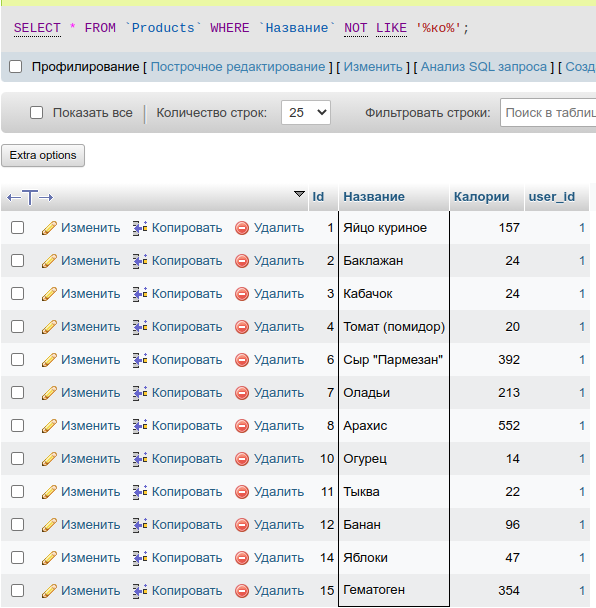 SELECT * FROM `Products` WHERE `Название` NOT LIKE '%ко%';
Профилирование [ Построчное редактирование ] [ Изменить ] [ Анализ SQL запроса ] [ Созд
Показать все Количество строк: 25 Фильтровать строки: Поиск в таблиц
Extra options
Id Название Калории user_id
Изменить Копировать Удалить 1 Яйцо куриное 157 1
Изменить Копировать Удалить 2 Баклажан 24 1
Изменить Копировать Удалить 3 Кабачок 24 1
Изменить Копировать Удалить 4 Томат (помидор) 20 1
Изменить Копировать Удалить 6 Сыр "Пармезан" 392 1
Изменить Копировать Удалить 7 Оладьи 213 1
Изменить Копировать Удалить 8 Арахис 552 1
Изменить Копировать Удалить 10 Огурец 14 1
Изменить Копировать Удалить 11 Тыква 22 1
Изменить Копировать Удалить 12 Банан 96 1
Изменить Копировать Удалить 14 Яблоки 47 1
Изменить Копировать Удалить 15 Гематоген 354 1